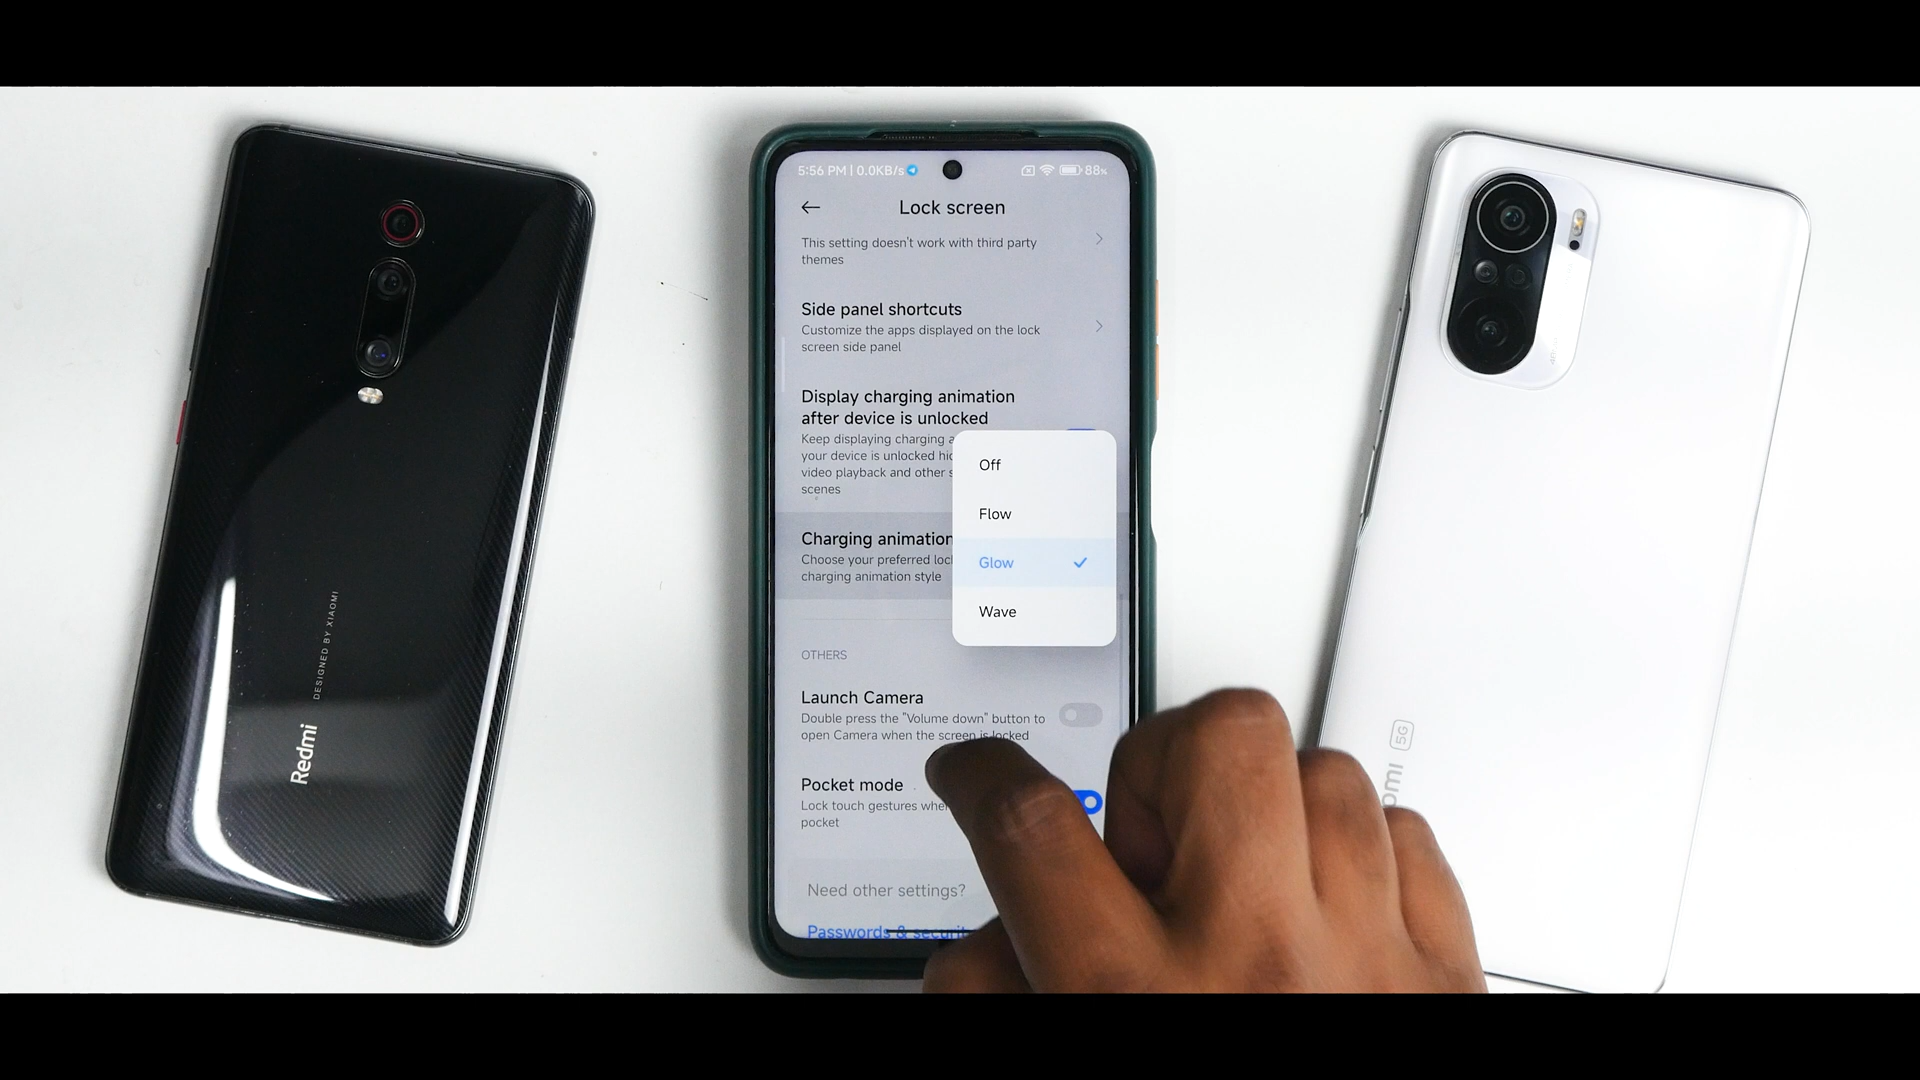 5:56 PM | 0.0KB/s
88%
Lock screen
This setting doesn't work with third party
themes
Side panel shortcuts
Customize the apps displayed on the lock
screen side panel
Display charging animation
after device is unlocked
Keep displaying charging a
your device is unlocked
video playback and other s
scenes
Off
Flow
Glow
Wave
Charging animation
Choose your preferred loc
charging animation style
OTHERS
Launch Camera
Double press the "Volume down" button to
open Camera when the screen is locked
Pocket mode
Lock touch gestures
pocket
Need other settings?
Passwords & securit
Redmi
DESIGNED BY XIAOMI
5G
omi